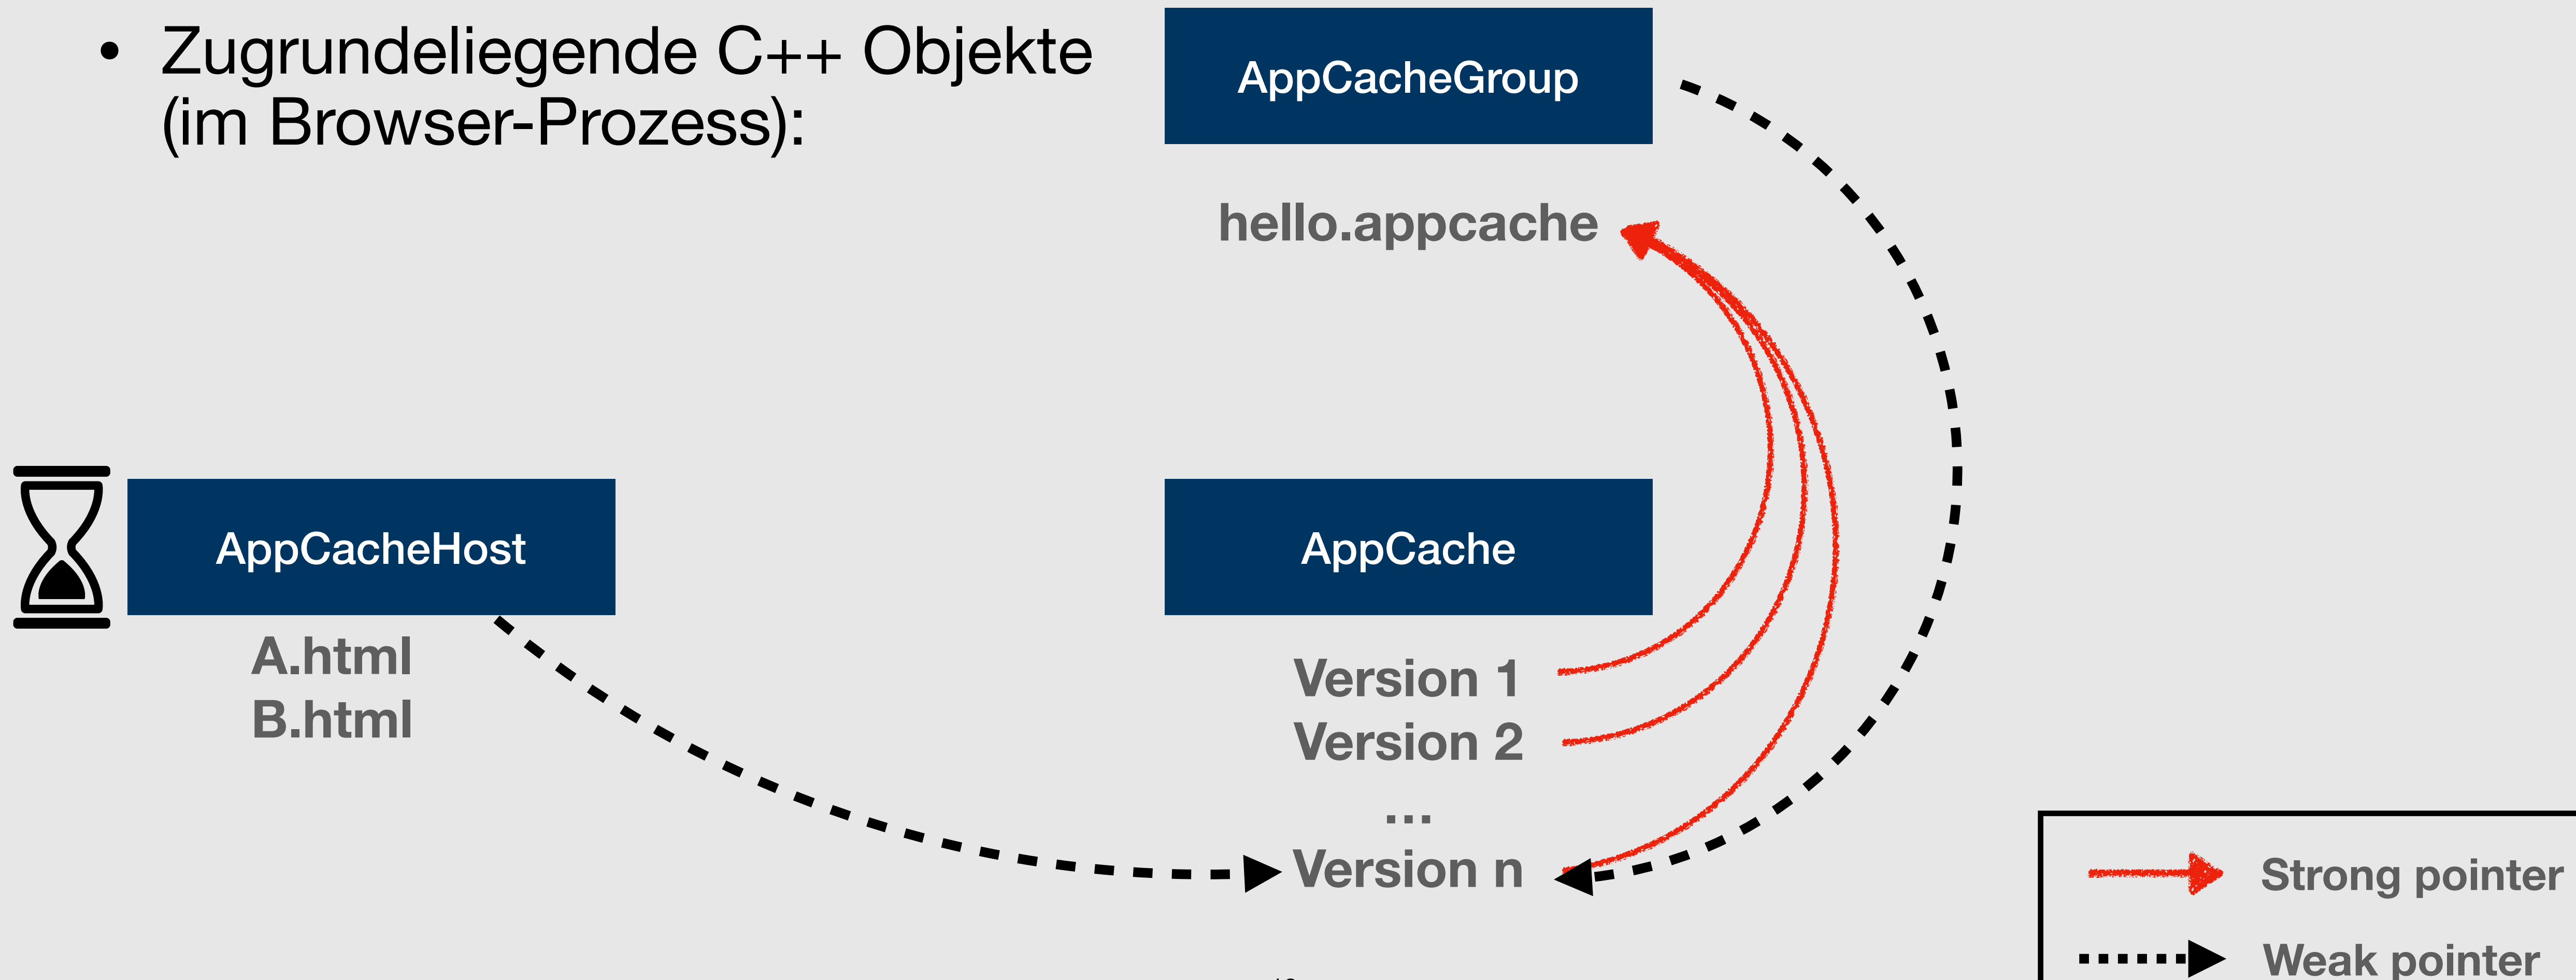 • Zugrundeliegende C++ Objekte
(im Browser-Prozess):
AppCacheGroup
hello.appcache
AppCacheHost
A.html
B.html
AppCache
Version 1
Version 2
...
Version n
Strong pointer
Weak pointer